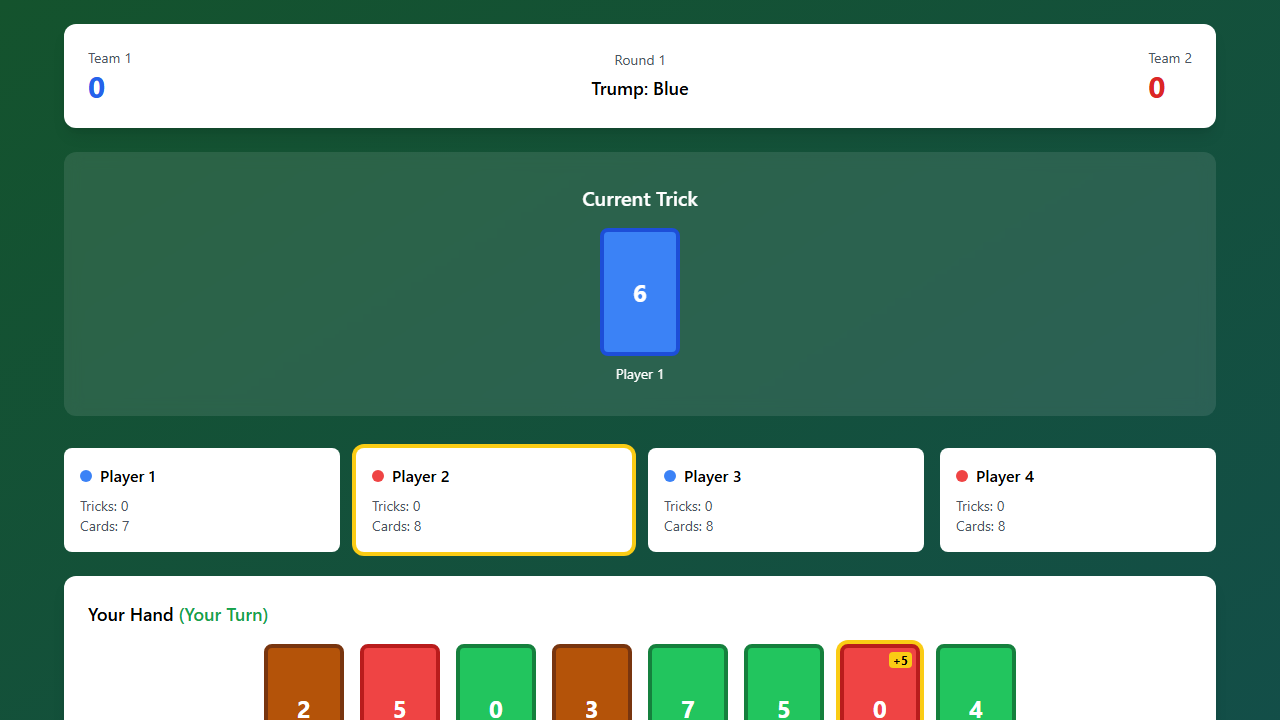 Team 1
0
Round 1
Trump: Blue
Team 2
0
Current Trick
6
Player 1
Player 1
Tricks: 0
Cards: 7
Player 2
Tricks: 0
Cards: 8
Player 3
Tricks: 0
Cards: 8
Player 4
Tricks: 0
Cards: 8
Your Hand (Your Turn)
+5
2 5 0 3 7 5 0 4